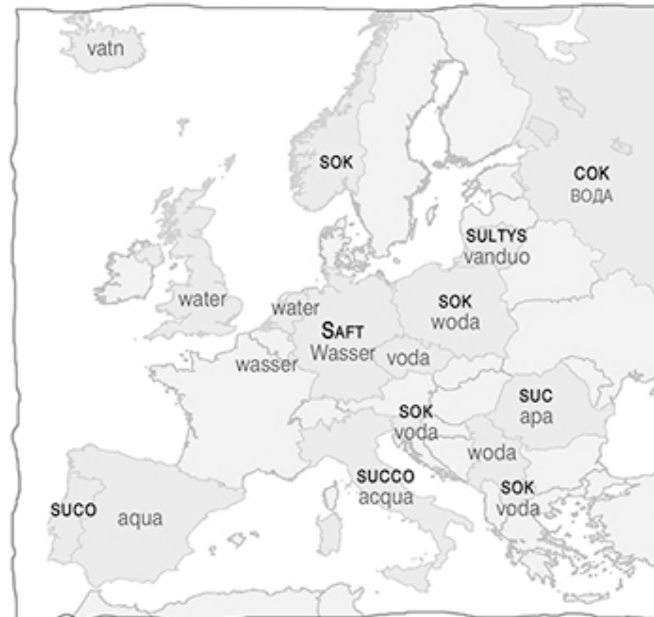 vatn
SOK
СОК
ВОДА
SULTYS
vanduo
water
water
SOK
woda
SAFT
Wasser
wasser
voda
SUC
apa
SOK
voda
woda
SUCCO
acqua
SOK
voda
SUCO
aqua